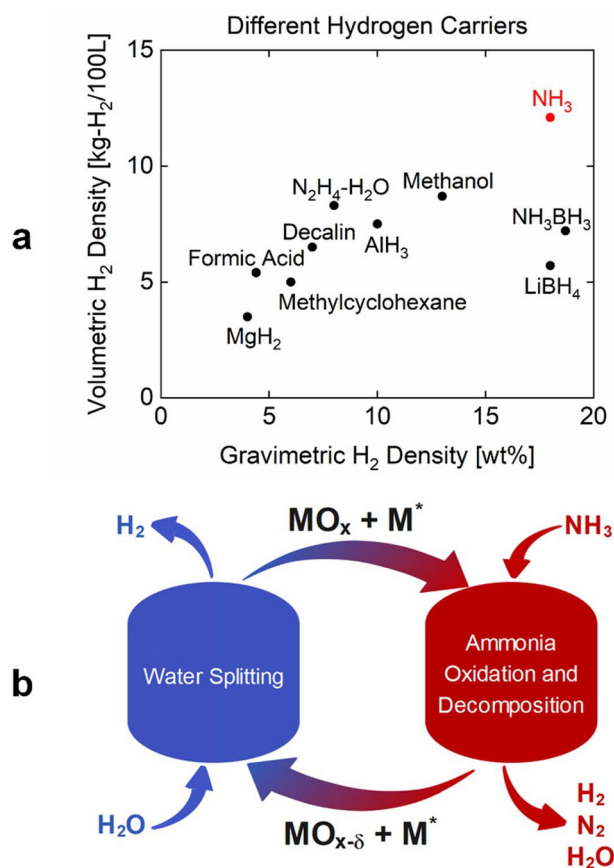 Different Hydrogen Carriers
a
Volumetric H₂ Density [kg-H₂/100L]
15
10
5
0
NH₃
N₂H₄-H₂O
Methanol
Decalin
AlH₃
NH₃BH₃
Formic Acid
Methylcyclohexane
LiBH₄
MgH₂
0 5 10 15 20
Gravimetric H₂ Density [wt%]
b
H₂
MOₓ + M*
NH₃
Water Splitting
Ammonia
Oxidation and
Decomposition
H₂O
MOₓ₋δ + M*
H₂
N₂
H₂O